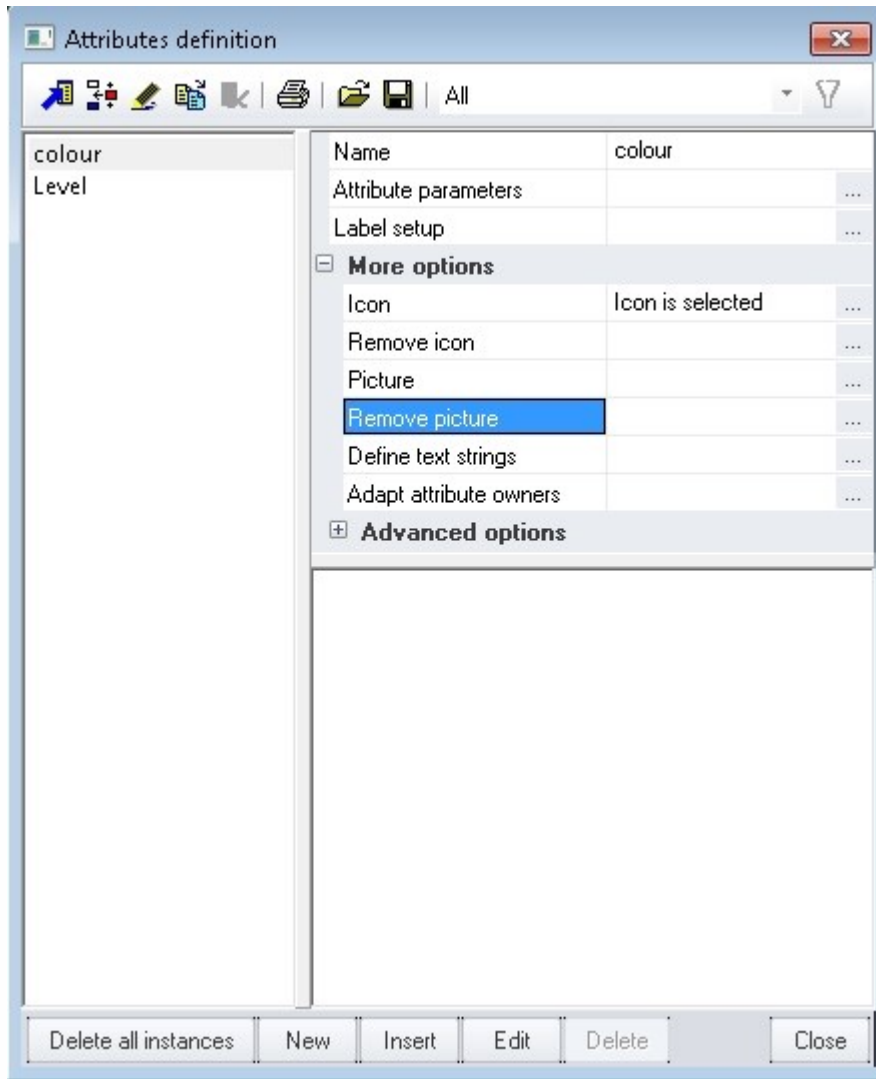 Attributes definition
All
colour
Level
Name colour
Attribute parameters ...
Label setup ...
More options
Icon Icon is selected ...
Remove icon ...
Picture ...
Remove picture ...
Define text strings ...
Adapt attribute owners ...
Advanced options
Delete all instances New Insert Edit Delete Close